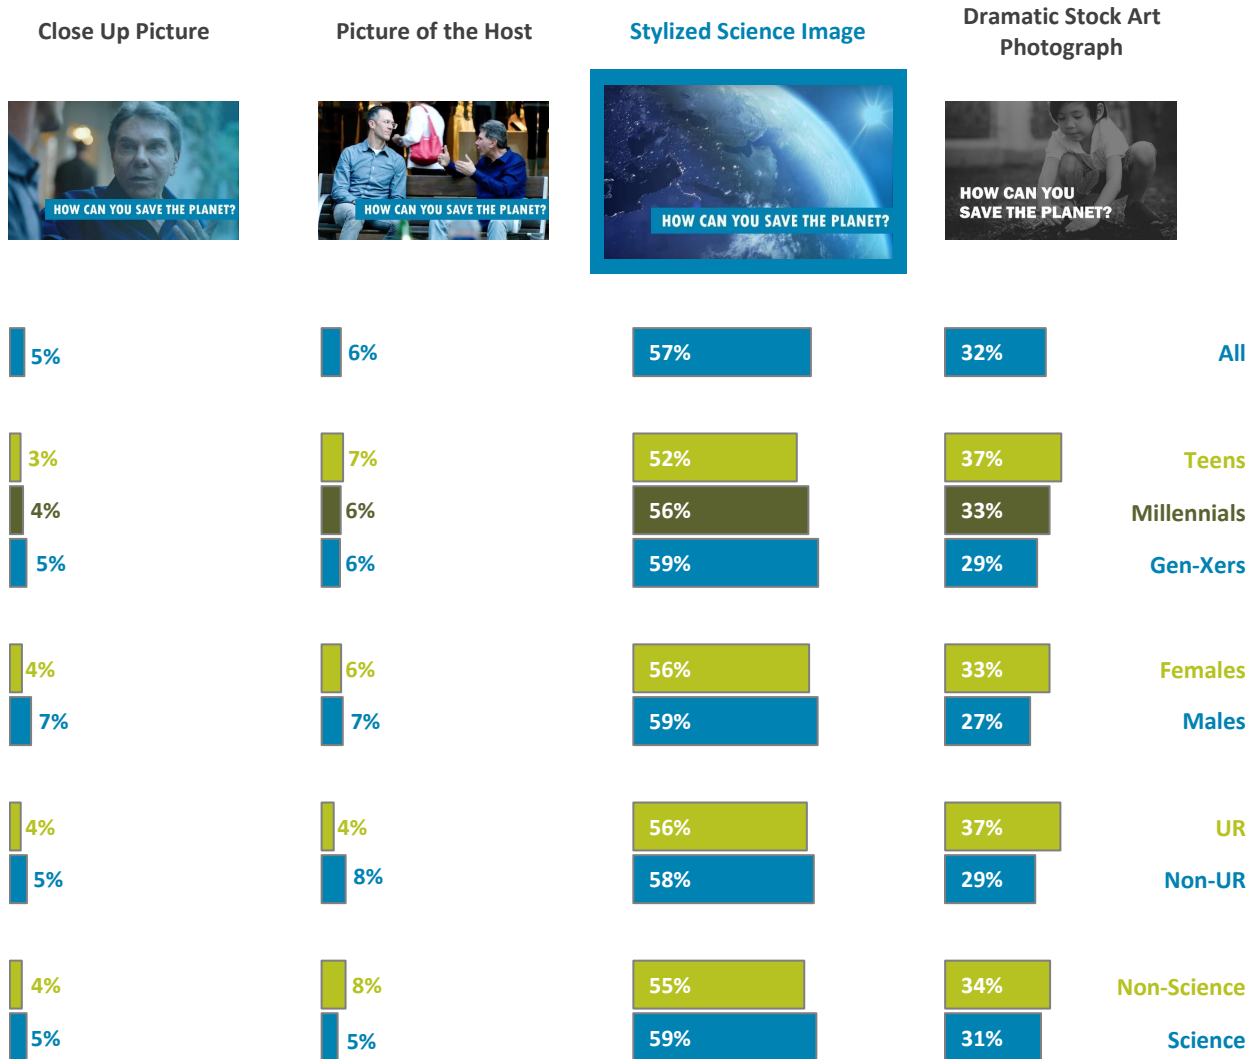 Close Up Picture
Picture of the Host
Stylized Science Image
Dramatic Stock Art
Photograph
HOW CAN YOU SAVE THE PLANET?
HOW CAN YOU SAVE THE PLANET?
HOW CAN YOU SAVE THE PLANET?
HOW CAN YOU
SAVE THE PLANET?
5% 6% 57% 32% All
3% 7% 52% 37% Teens
4% 6% 56% 33% Millennials
5% 6% 59% 29% Gen-Xers
4% 6% 56% 33% Females
7% 7% 59% 27% Males
4% 4% 56% 37% UR
5% 8% 58% 29% Non-UR
4% 8% 55% 34% Non-Science
5% 5% 59% 31% Science